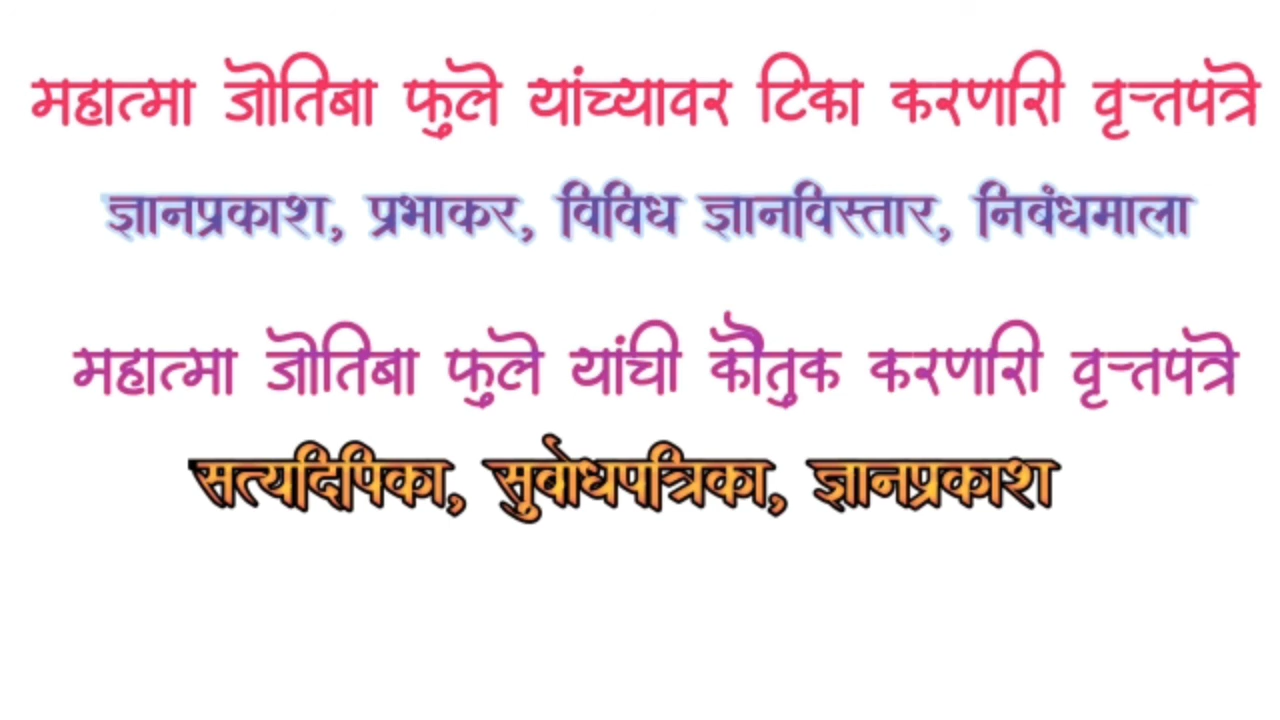 महात्मा जोतिबा फुले यांच्यावर टिका करणारी वृत्तपत्रे
ज्ञानप्रकाश, प्रभाकर, विविध ज्ञानविस्तार, निबंधमाला
महात्मा जोतिबा फुले यांची कौतुक करणारी वृत्तपत्रे
सत्यदिपिका, सुबोधपत्रिका, ज्ञानप्रकाश